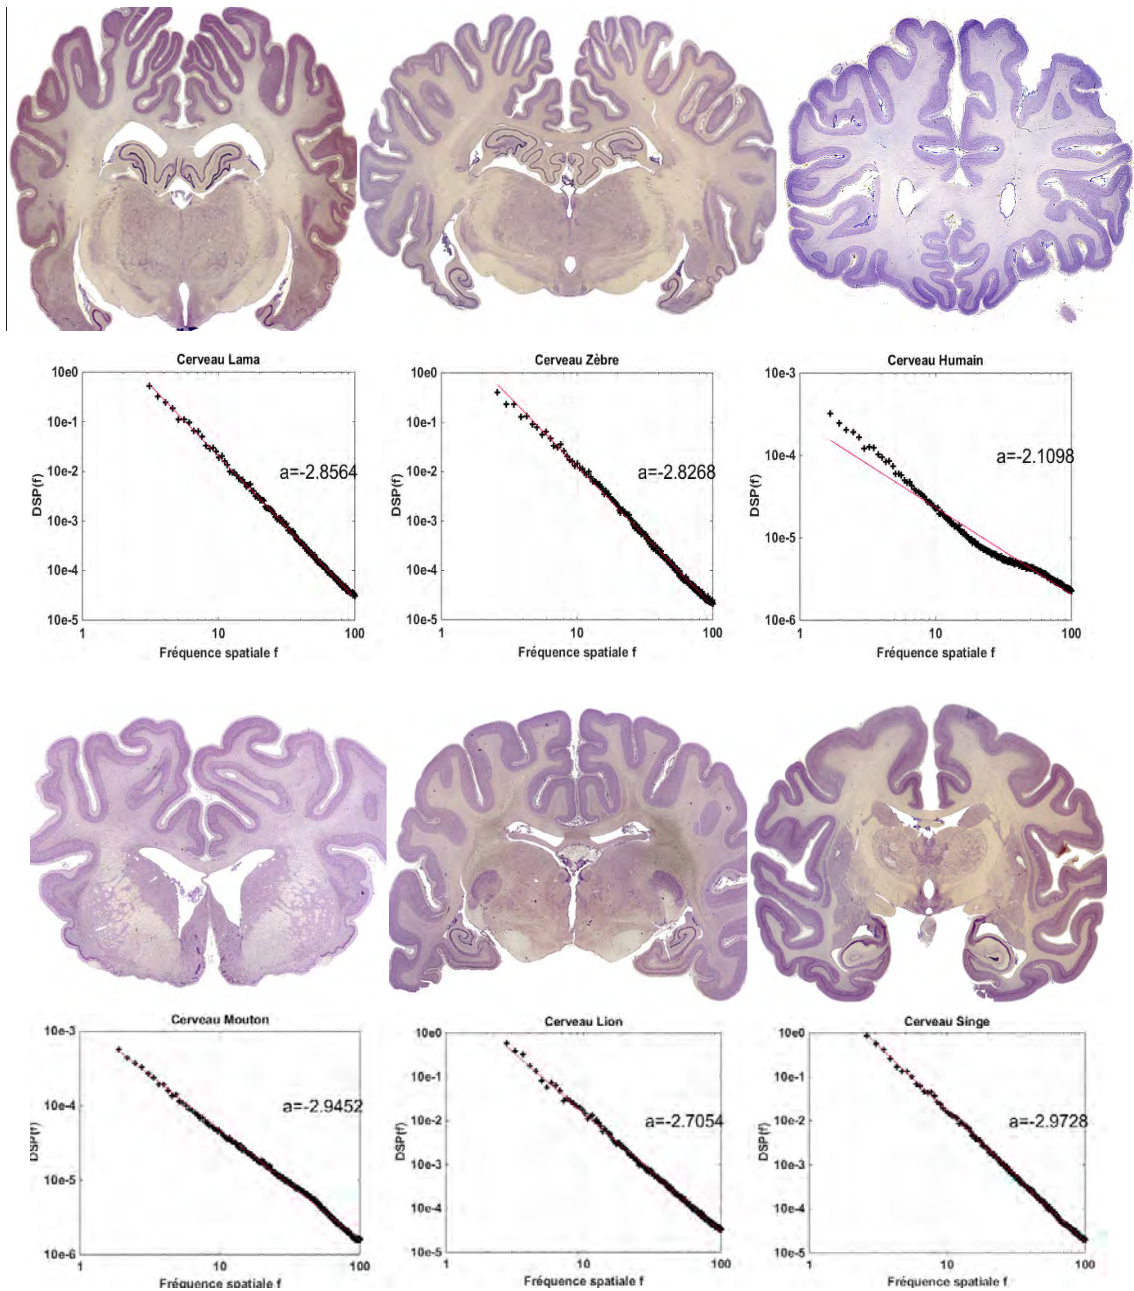 Cerveau Lama
10e0
10e-1
10e-2
10e-3
10e-4
10e-5
1
10
100
DSP(f)
Fréquence spatiale f
a=-2.8564
Cerveau Zèbre
10e0
10e-1
10e-2
10e-3
10e-4
10e-5
1
10
100
DSP(f)
Fréquence spatiale f
a=-2.8268
Cerveau Humain
10e-3
10e-4
10e-5
10e-6
1
10
100
DSP(f)
Fréquence spatiale f
a=-2.1098
Cerveau Mouton
10e-3
10e-4
10e-5
10e-6
1
10
100
DSP(f)
Fréquence spatiale f
a=-2.9452
Cerveau Lion
10e0
10e-1
10e-2
10e-3
10e-4
10e-5
1
10
100
DSP(f)
Fréquence spatiale f
a=-2.7054
Cerveau Singe
10e0
10e-1
10e-2
10e-3
10e-4
10e-5
1
10
100
DSP(f)
Fréquence spatiale f
a=-2.9728